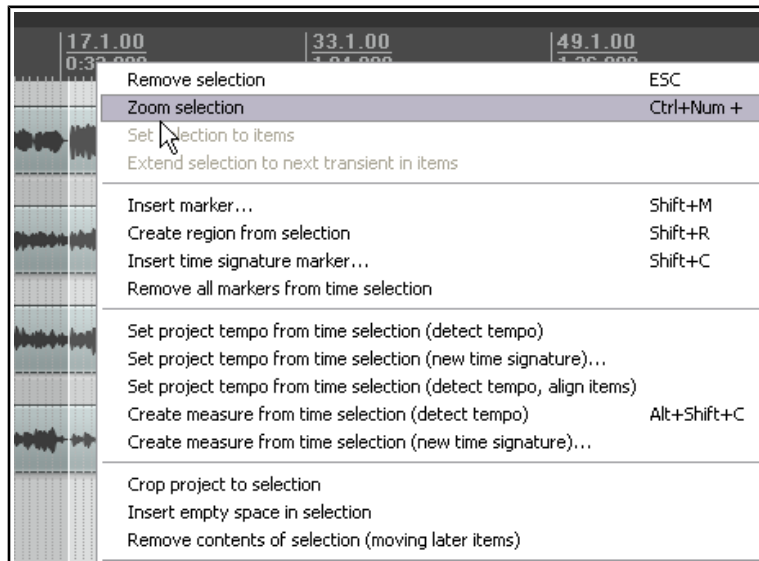 17.1.00 33.1.00 49.1.00
Remove selection ESC
Zoom selection Ctrl+Num +
Set selection to items
Extend selection to next transient in items
Insert marker... Shift+M
Create region from selection Shift+R
Insert time signature marker... Shift+C
Remove all markers from time selection
Set project tempo from time selection (detect tempo)
Set project tempo from time selection (new time signature)...
Set project tempo from time selection (detect tempo, align items)
Create measure from time selection (detect tempo) Alt+Shift+C
Create measure from time selection (new time signature)...
Crop project to selection
Insert empty space in selection
Remove contents of selection (moving later items)